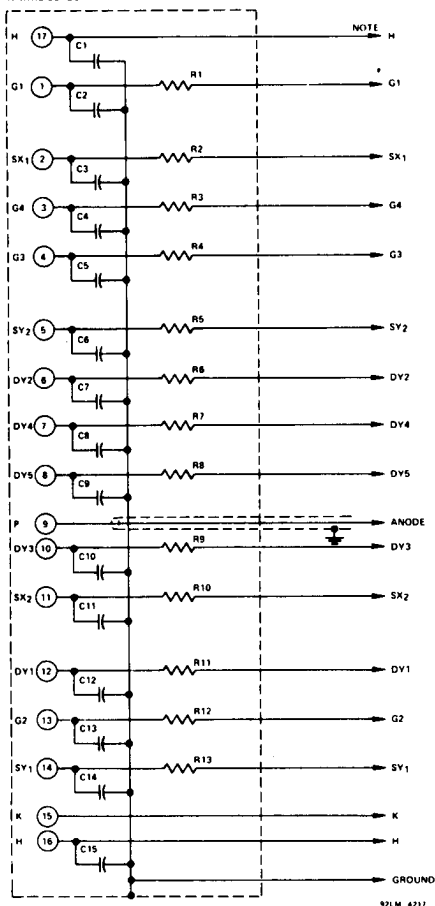 NOTE
H 17 C1 H
G1 1 C2 R1 G1
SX1 2 C3 R2 SX1
G4 3 C4 R3 G4
G3 4 C5 R4 G3
SY2 5 C6 R5 SY2
DY2 6 C7 R6 DY2
DY4 7 C8 R7 DY4
DY5 8 C9 R8 DY5
P 9 ANODE
DY3 10 C10 R9 DY3
SX2 11 C11 R10 SX2
DY1 12 C12 R11 DY1
G2 13 C13 R12 G2
SY1 14 C14 R13 SY1
K 15 K
H 16 C15 H
GROUND
92LM-4217